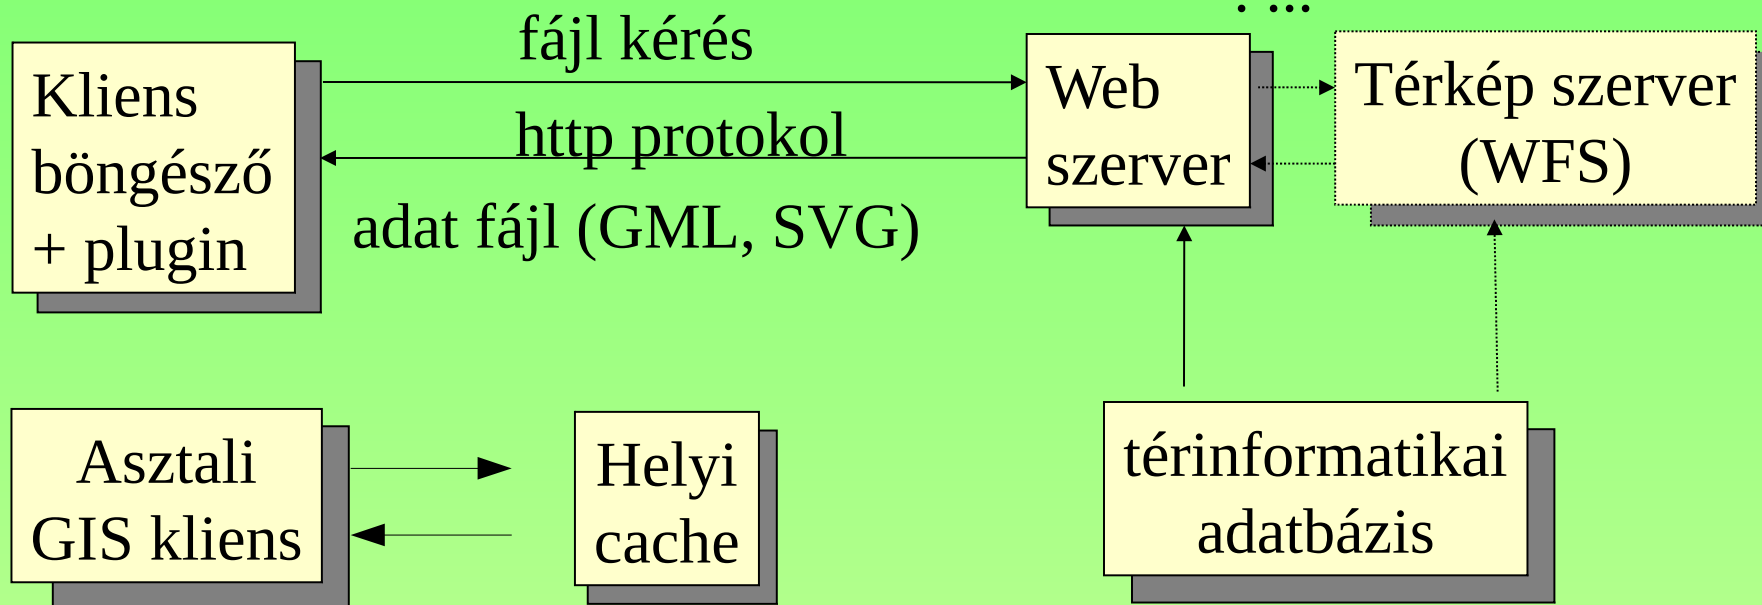 : ...
fájl kérés
Kliens
böngésző
+ plugin
http protokol
adat fájl (GML, SVG)
Web
szerver
Térkép szerver
(WFS)
Asztali
GIS kliens
Helyi
cache
térinformatikai
adatbázis